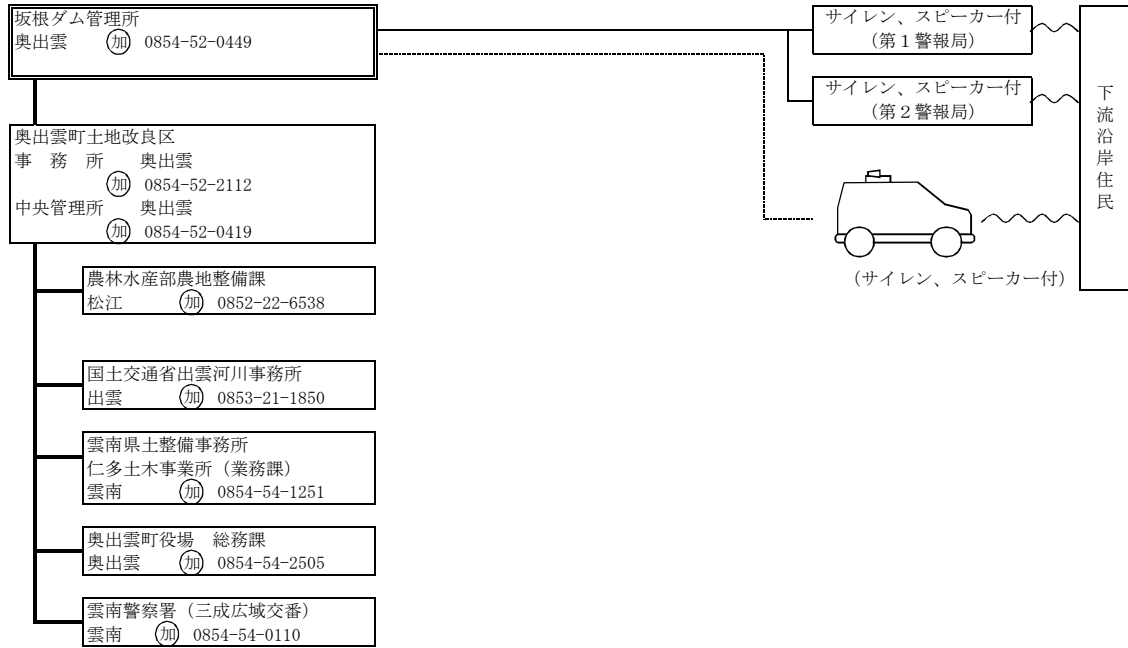 坂根ダム管理所
奥出雲　㋕ 0854-52-0449
奥出雲町土地改良区
事　務　所　　奥出雲
加 0854-52-2112
中央管理所　　奥出雲
加 0854-52-0419
農林水産部農地整備課
松江　　加 0852-22-6538
国土交通省出雲河川事務所
出雲　　加 0853-21-1850
雲南県土整備事務所
仁多土木事業所（業務課）
雲南　　加 0854-54-1251
奥出雲町役場　総務課
奥出雲　　加 0854-54-2505
雲南警察署（三成広域交番）
雲南　加 0854-54-0110
サイレン、スピーカー付
（第１警報局）
サイレン、スピーカー付
（第２警報局）
（サイレン、スピーカー付）
下流沿岸住民